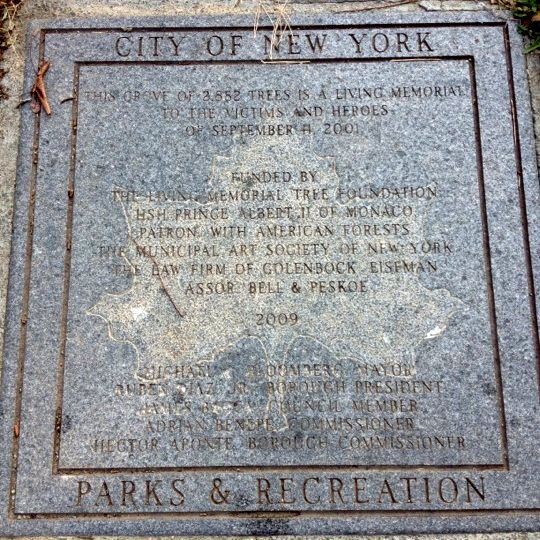 CITY OF NEW YORK
THIS GROVE OF 2,552 TREES IS A LIVING MEMORIAL
TO THE VICTIMS AND HEROES
OF SEPTEMBER 11, 2001
FUNDED BY
THE LIVING MEMORIAL TREE FOUNDATION
HSH PRINCE ALBERT II OF MONACO
PATRON, WITH AMERICAN FORESTS
THE MUNICIPAL ART SOCIETY OF NEW YORK
THE LAW FIRM OF GOLENBOCK EISEMAN
ASSOR BELL & PESKOE
2009
MICHAEL R. BLOOMBERG, MAYOR
RUBEN DIAZ, JR., BOROUGH PRESIDENT
JAMES COUNCIL MEMBER
ADRIAN BENEPE, COMMISSIONER
HECTOR APONTE, BOROUGH COMMISSIONER
PARKS & RECREATION